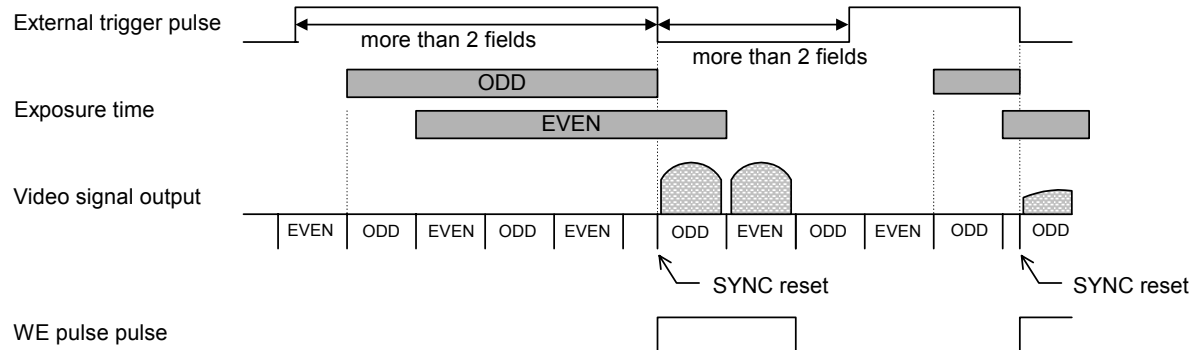 External trigger pulse
more than 2 fields
more than 2 fields
ODD
Exposure time
EVEN
Video signal output
EVEN ODD EVEN ODD EVEN ODD EVEN ODD EVEN ODD ODD
SYNC reset SYNC reset
WE pulse pulse